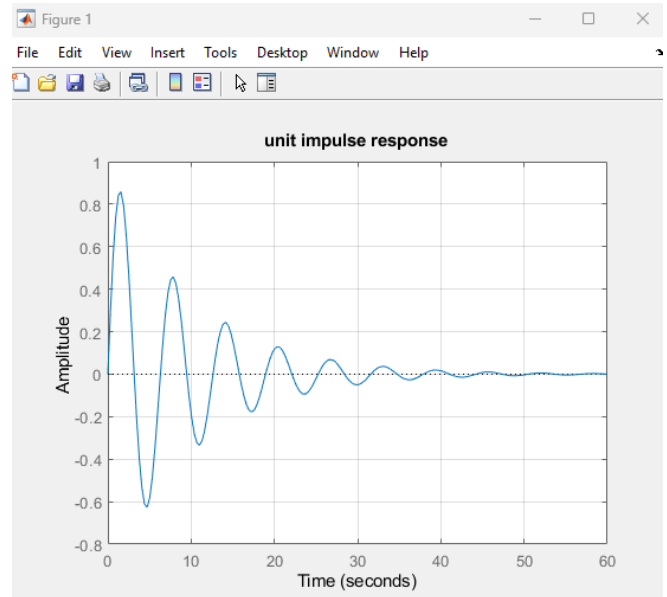 Figure 1
File Edit View Insert Tools Desktop Window Help
unit impulse response
1
0.8
0.6
0.4
0.2
0
-0.2
-0.4
-0.6
-0.8
Amplitude
0 10 20 30 40 50 60
Time (seconds)